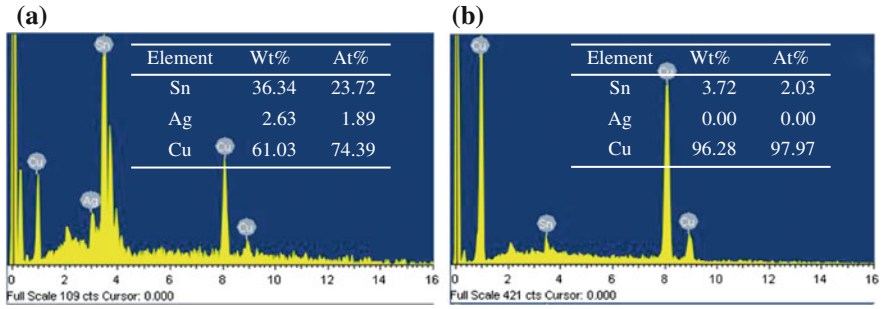 (a)
Element Wt% At%
Sn 36.34 23.72
Ag 2.63 1.89
Cu 61.03 74.39
Cu
Ag
Sn
Cu
Cu
0 2 4 6 8 10 12 14 16
Full Scale 109 cts Cursor: 0.000
(b)
Element Wt% At%
Sn 3.72 2.03
Ag 0.00 0.00
Cu 96.28 97.97
Cu
Sn
Cu
Cu
0 2 4 6 8 10 12 14 16
Full Scale 421 cts Cursor: 0.000